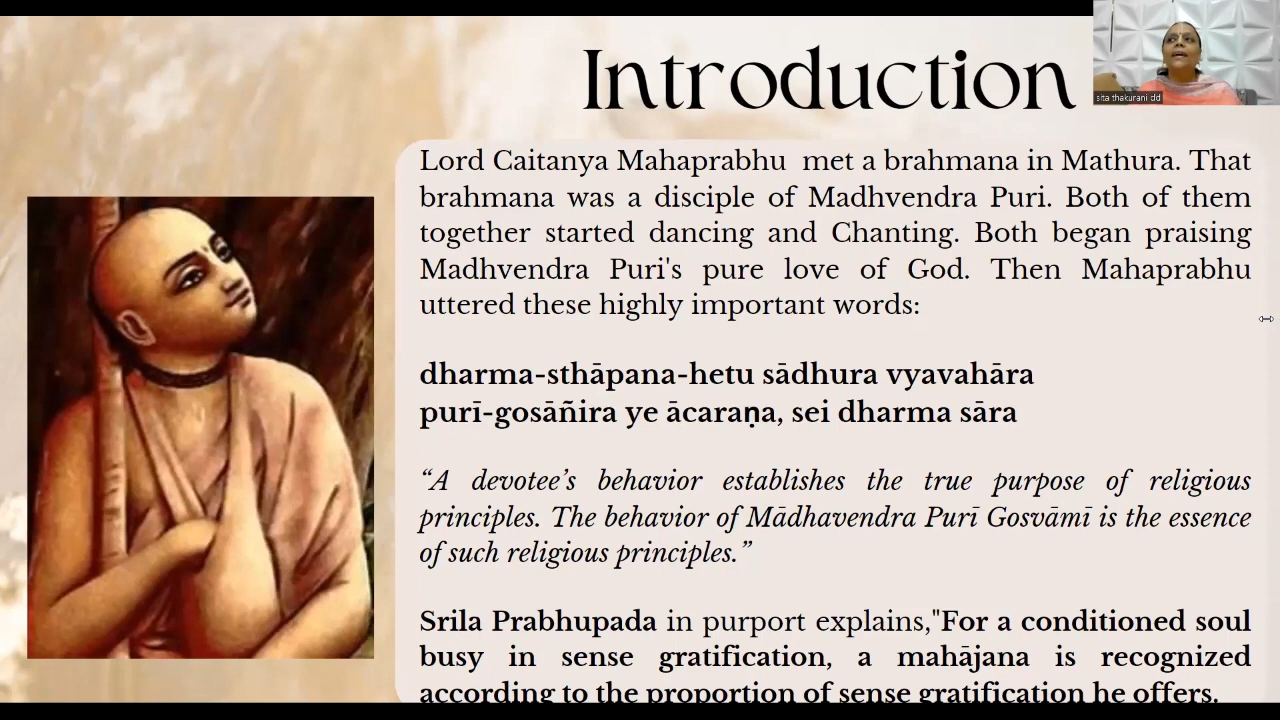 Introduction
sita thakurani dd
Lord Caitanya Mahaprabhu met a brahmana in Mathura. That
brahmana was a disciple of Madhvendra Puri. Both of them
together started dancing and Chanting. Both began praising
Madhvendra Puri's pure love of God. Then Mahaprabhu
uttered these highly important words:
dharma-sthāpana-hetu sādhura vyavahāra
purī-gosāñira ye ācaraṇa, sei dharma sāra
“A devotee’s behavior establishes the true purpose of religious
principles. The behavior of Mādhavendra Purī Gosvāmī is the essence
of such religious principles.”
Srila Prabhupada in purport explains,"For a conditioned soul
busy in sense gratification, a mahājana is recognized
according to the proportion of sense gratification he offers.